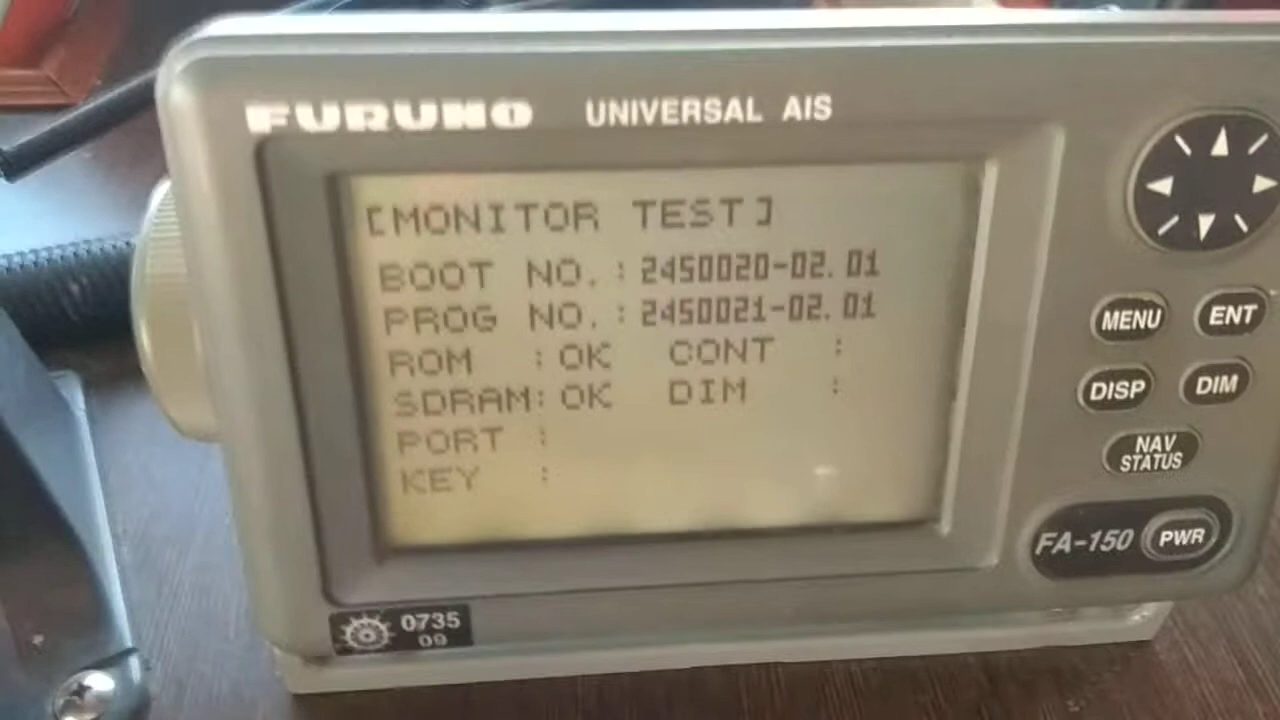 FURUNO UNIVERSAL AIS
[MONITOR TEST]
BOOT NO. : 2450020-02.01
PROG NO. : 2450021-02.01
ROM : OK CONT :
SDRAM: OK DIM :
PORT :
KEY :
MENU ENT
DISP DIM
NAV
STATUS
FA-150 PWR
0735
09